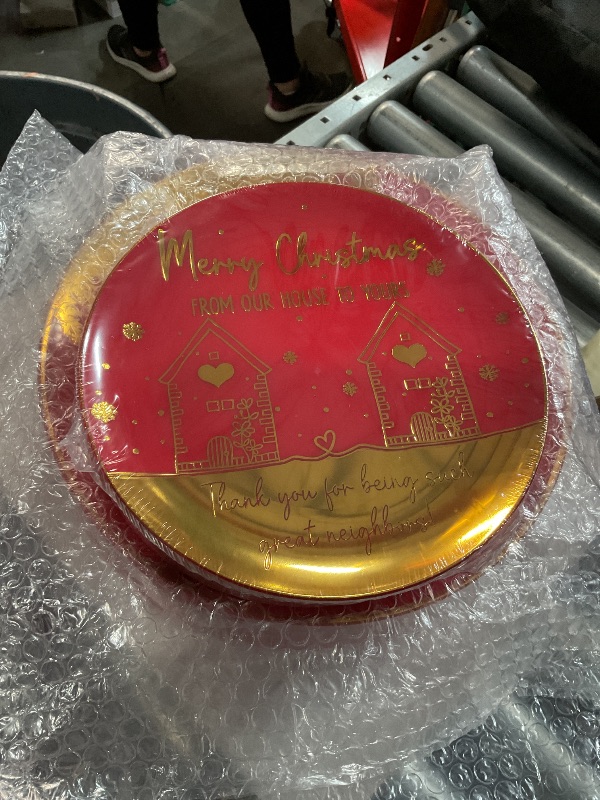 Merry Christmas
FROM OUR HOUSE TO YOURS
Thank you for being such
great neighbors!